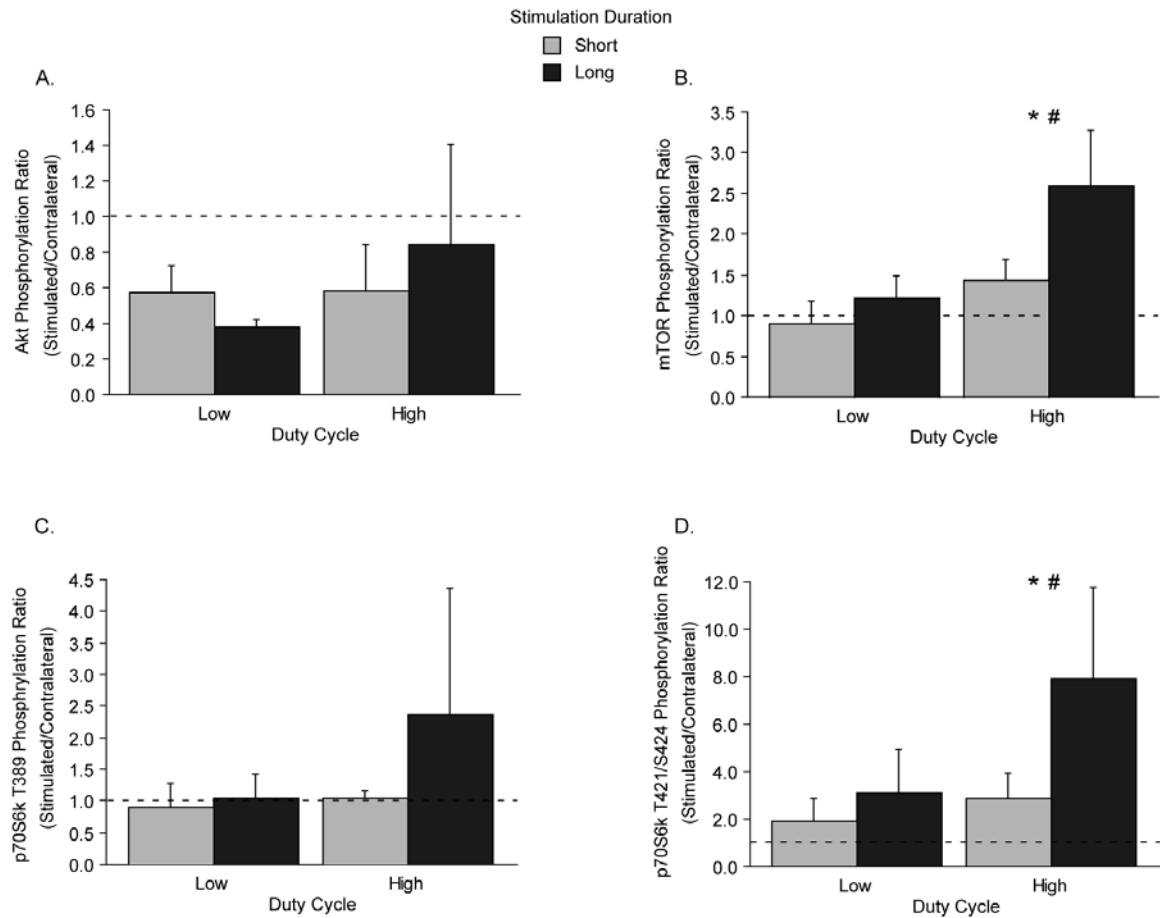 Stimulation Duration
Short
Long
A.
Akt Phosphorylation Ratio
(Stimulated/Contralateral)
1.6
1.4
1.2
1.0
0.8
0.6
0.4
0.2
0.0
Low
High
Duty Cycle
B.
mTOR Phosphorylation Ratio
(Stimulated/Contralateral)
3.5
3.0
2.5
2.0
1.5
1.0
0.5
0.0
* #
Low
High
Duty Cycle
C.
p70S6k T389 Phosphrylation Ratio
(Stimulated/Contralateral)
4.5
4.0
3.5
3.0
2.5
2.0
1.5
1.0
0.5
0.0
Low
High
Duty Cycle
D.
p70S6k T421/S424 Phosphorylation Ratio
(Stimulated/Contralateral)
12.0
10.0
8.0
6.0
4.0
2.0
0.0
* #
Low
High
Duty Cycle